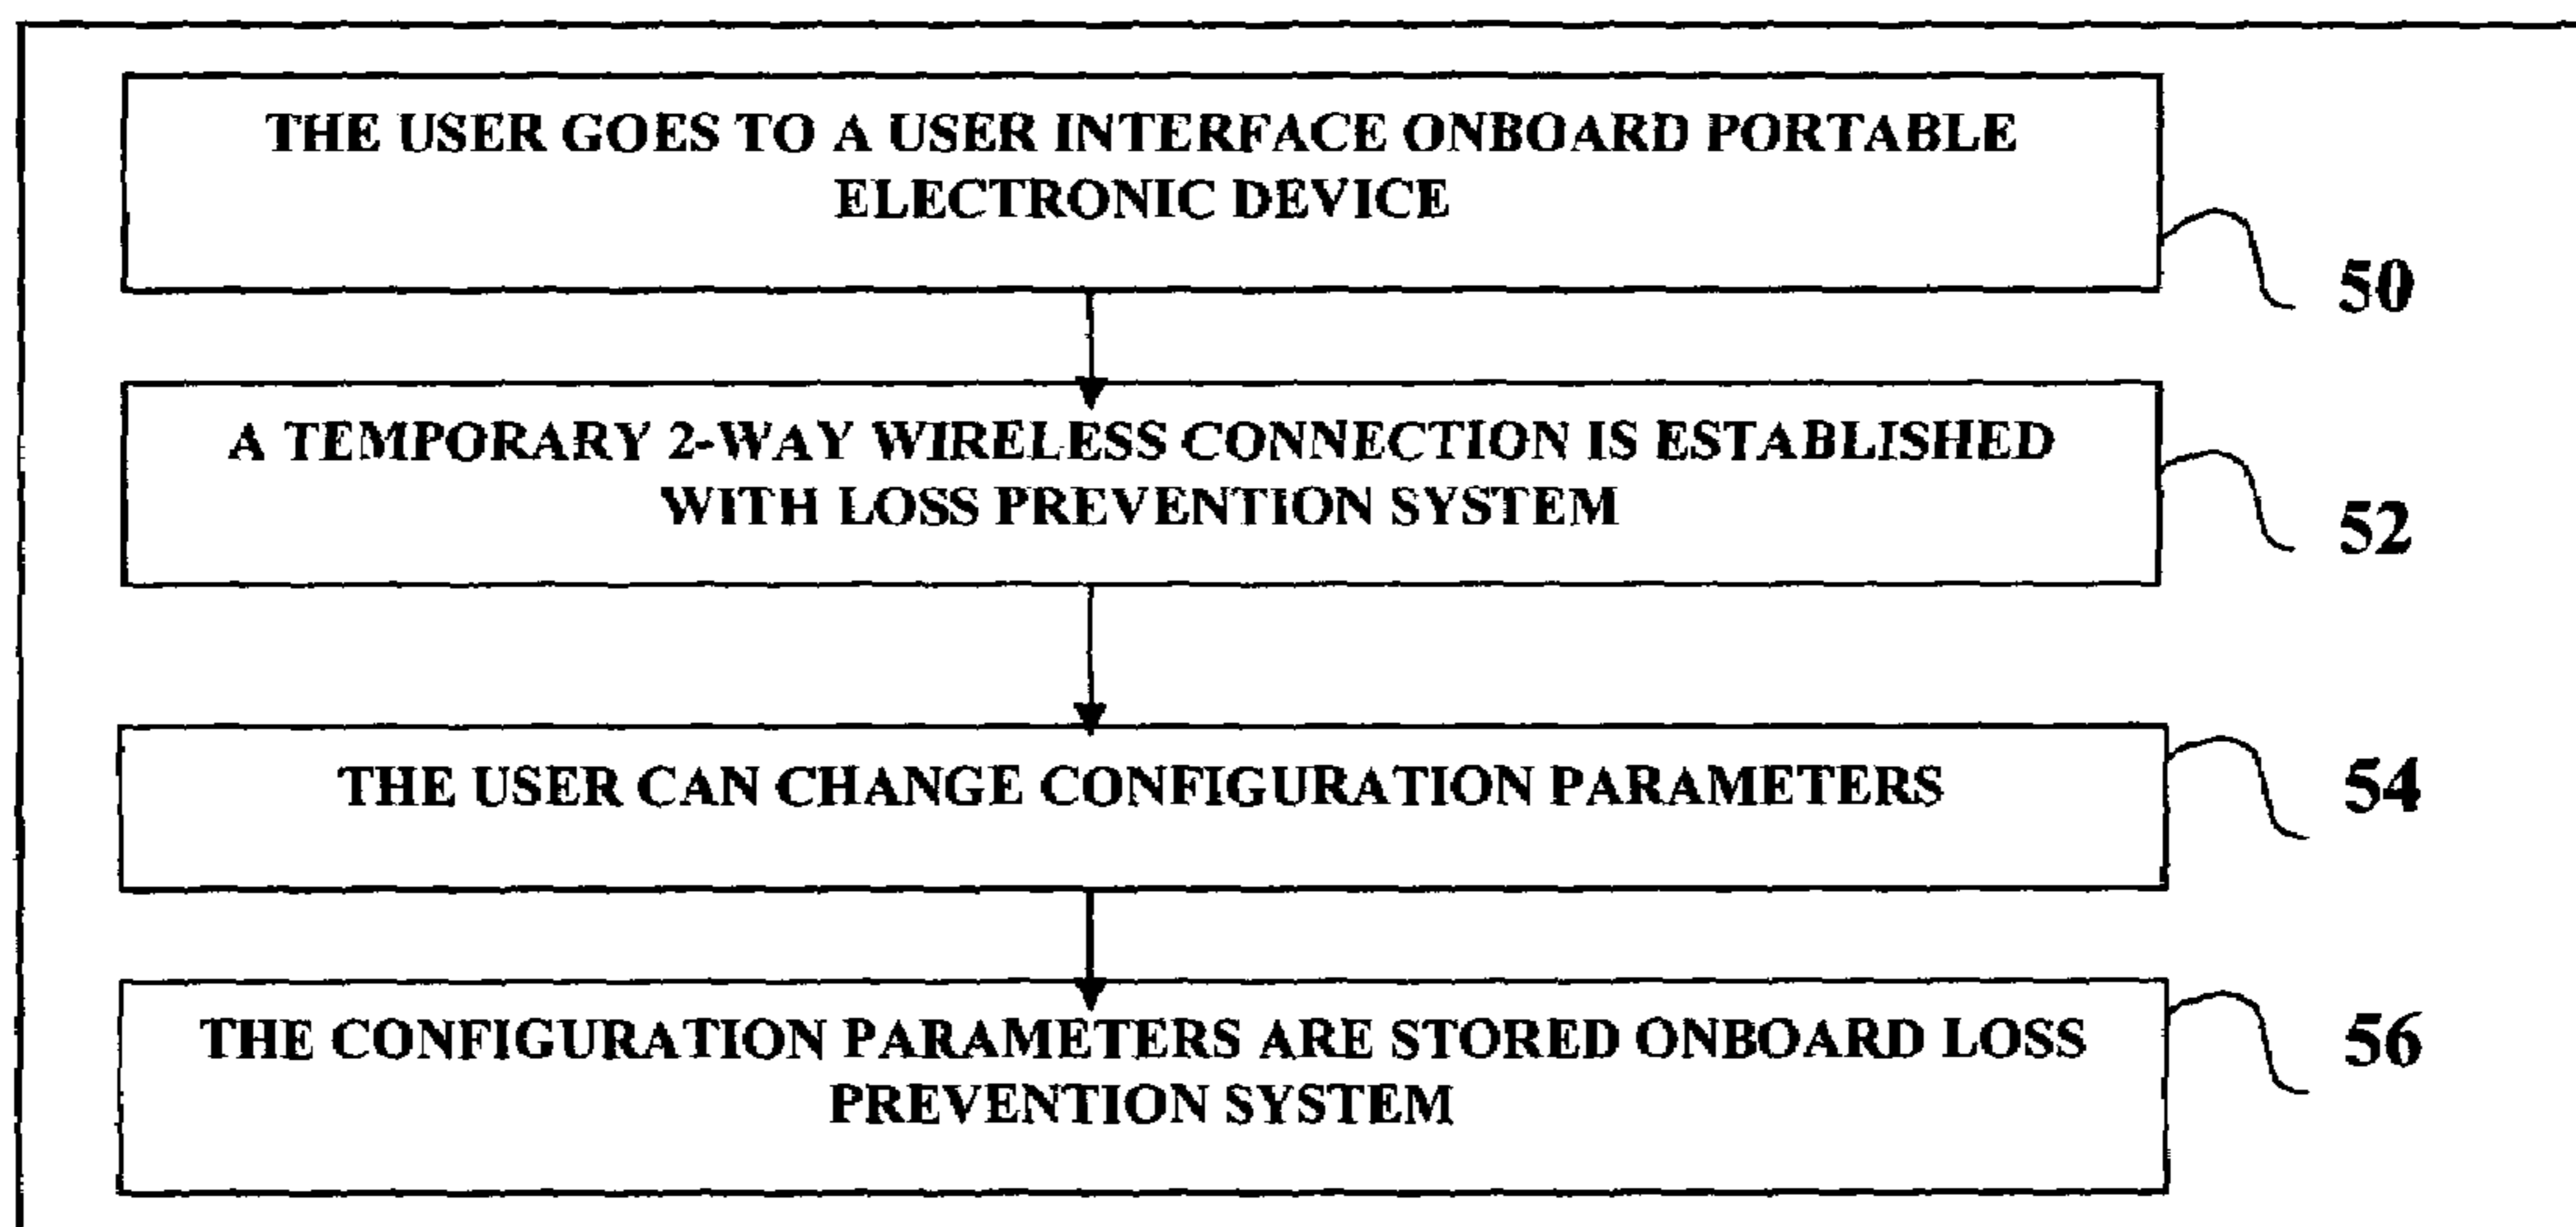 THE USER GOES TO A USER INTERFACE ONBOARD PORTABLE
ELECTRONIC DEVICE
50
A TEMPORARY 2-WAY WIRELESS CONNECTION IS ESTABLISHED
WITH LOSS PREVENTION SYSTEM
52
THE USER CAN CHANGE CONFIGURATION PARAMETERS
54
THE CONFIGURATION PARAMETERS ARE STORED ONBOARD LOSS
PREVENTION SYSTEM
56